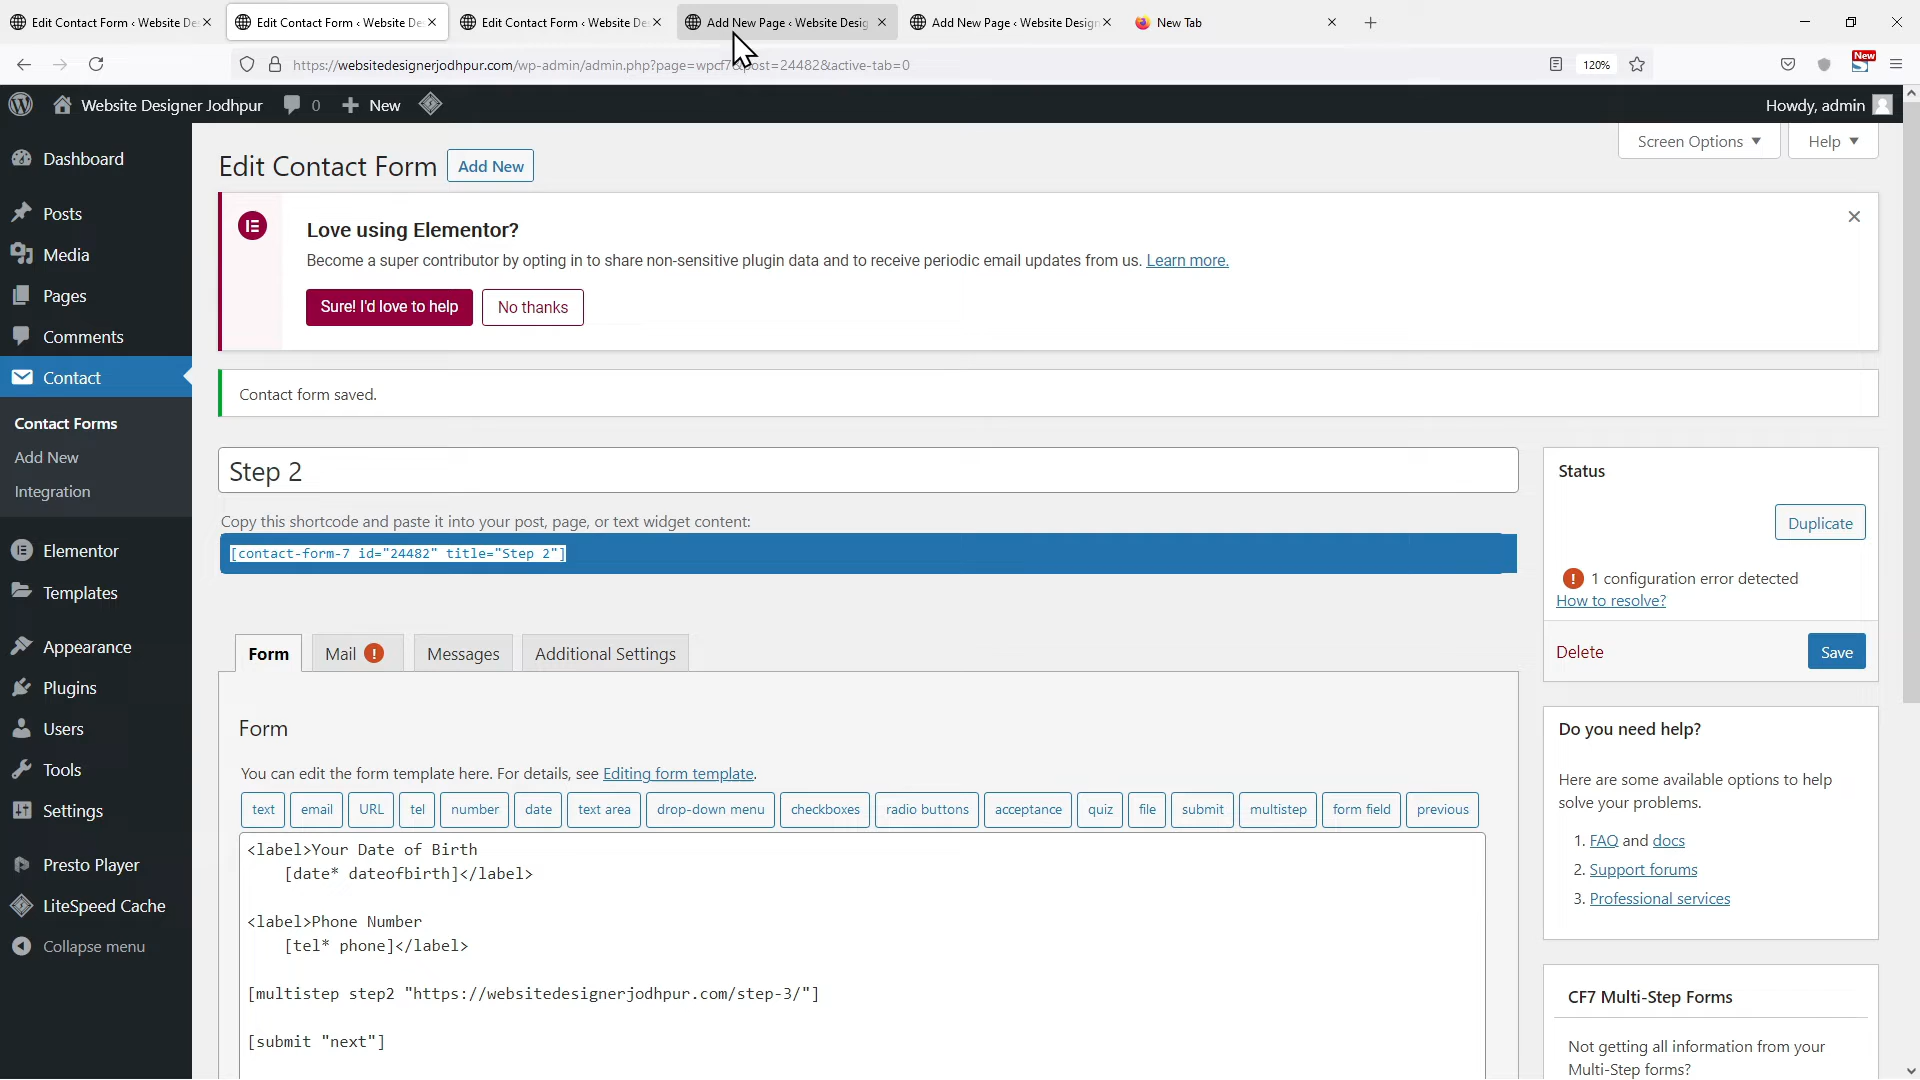 Edit Contact Form ‹ Website De
Edit Contact Form ‹ Website De
Edit Contact Form ‹ Website De
Add New Page ‹ Website Desig
Add New Page ‹ Website Design
New Tab
https://websitedesignerjodhpur.com/wp-admin/admin.php?page=wpcf7&post=24482&active-tab=0
120%
New
Website Designer Jodhpur
0
New
Howdy, admin
Dashboard
Posts
Media
Pages
Comments
Contact
Contact Forms
Add New
Integration
Elementor
Templates
Appearance
Plugins
Users
Tools
Settings
Presto Player
LiteSpeed Cache
Collapse menu
Screen Options
Help
Edit Contact Form
Add New
Love using Elementor?
Become a super contributor by opting in to share non-sensitive plugin data and to receive periodic email updates from us. Learn more.
Sure! I'd love to help
No thanks
Contact form saved.
Step 2
Copy this shortcode and paste it into your post, page, or text widget content:
[contact-form-7 id="24482" title="Step 2"]
Form
Mail !
Messages
Additional Settings
Form
You can edit the form template here. For details, see Editing form template.
text
email
URL
tel
number
date
text area
drop-down menu
checkboxes
radio buttons
acceptance
quiz
file
submit
multistep
form field
previous
<label>Your Date of Birth
[date* dateofbirth]</label>
<label>Phone Number
[tel* phone]</label>
[multistep step2 "https://websitedesignerjodhpur.com/step-3/"]
[submit "next"]
Status
Duplicate
! 1 configuration error detected
How to resolve?
Delete
Save
Do you need help?
Here are some available options to help
solve your problems.
1. FAQ and docs
2. Support forums
3. Professional services
CF7 Multi-Step Forms
Not getting all information from your
Multi-Step forms?